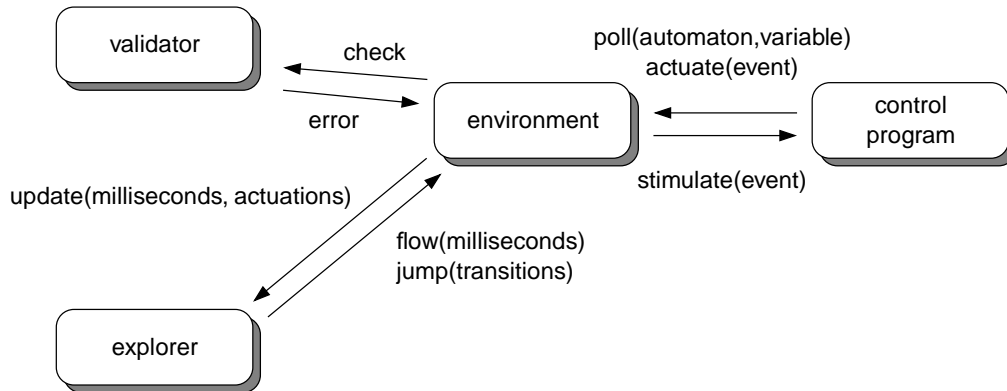 validator
check
error
environment
poll(automaton,variable)
actuate(event)
control
program
stimulate(event)
update(milliseconds, actuations)
flow(milliseconds)
jump(transitions)
explorer